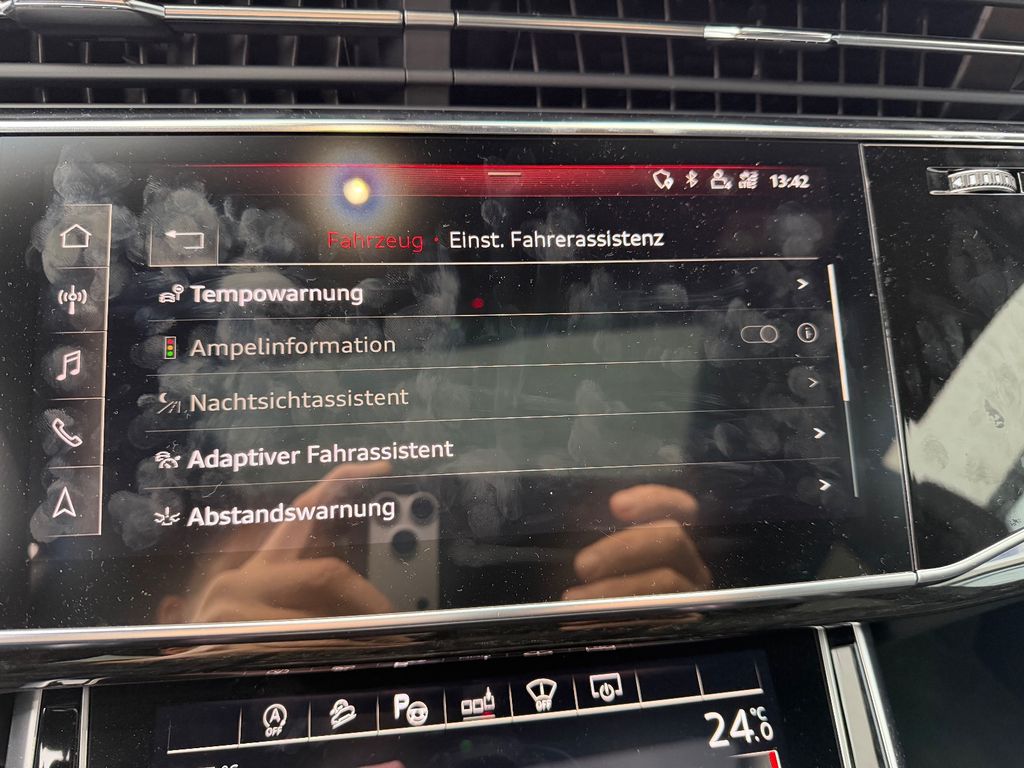 13:42
Fahrzeug · Einst. Fahrerassistenz
Tempowarnung
Ampelinformation
Nachtsichtassistent
Adaptiver Fahrassistent
Abstandswarnung
A OFF
P
OFF
24.0 °C